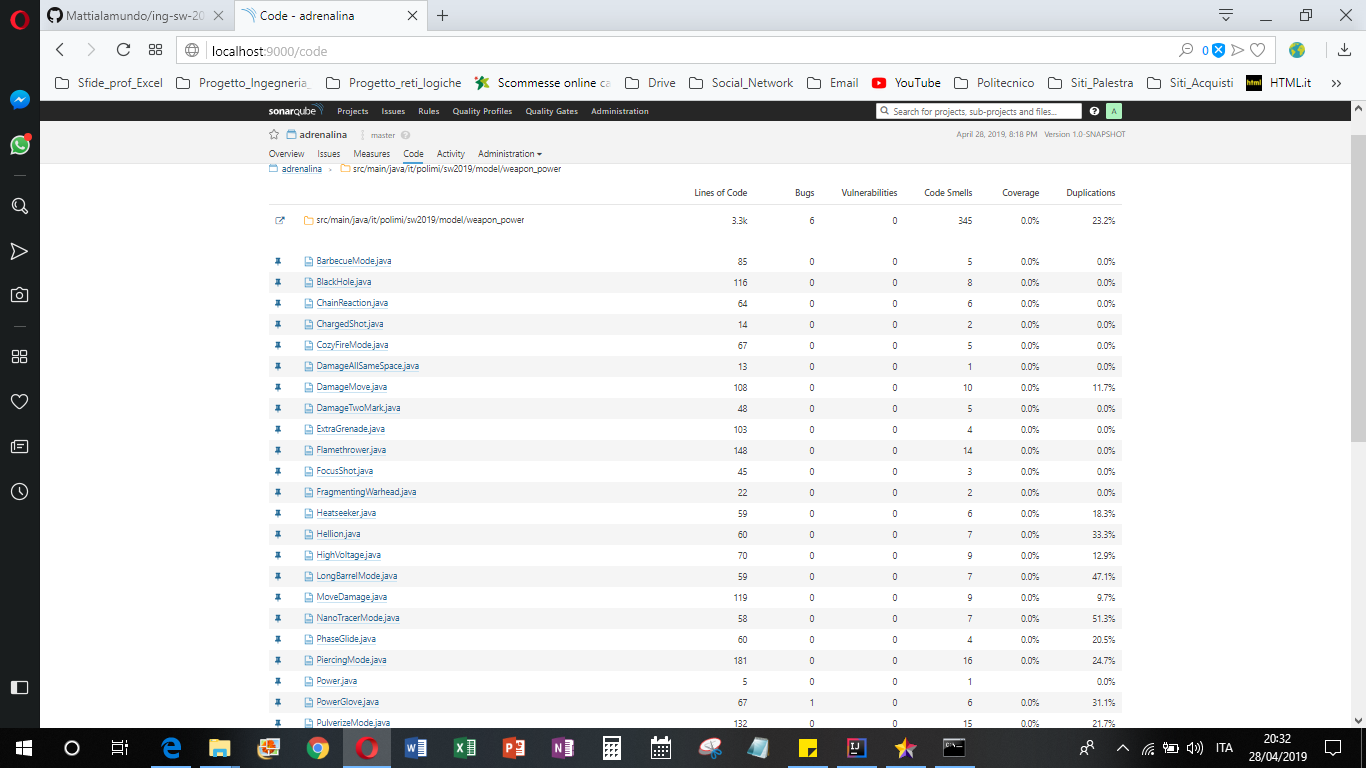 Mattialamundo/ing-sw-20
Code - adrenalina
localhost:9000/code
0
Sfide_prof_Excel
Progetto_Ingegneria_
Progetto_reti_logiche
Scommesse online ca
Drive
Social_Network
Email
YouTube
Politecnico
Siti_Palestra
Siti_Acquisti
html
HTML.it
sonarqube Projects Issues Rules Quality Profiles Quality Gates Administration
Search for projects, sub-projects and files...
A
adrenalina master
April 28, 2019, 8:18 PM Version 1.0-SNAPSHOT
Overview Issues Measures Code Activity Administration
adrenalina > src/main/java/it/polimi/sw2019/model/weapon_power
Lines of Code Bugs Vulnerabilities Code Smells Coverage Duplications
src/main/java/it/polimi/sw2019/model/weapon_power 3.3k 6 0 345 0.0% 23.2%
BarbecueMode.java 85 0 0 5 0.0% 0.0%
BlackHole.java 116 0 0 8 0.0% 0.0%
ChainReaction.java 64 0 0 6 0.0% 0.0%
ChargedShot.java 14 0 0 2 0.0% 0.0%
CozyFireMode.java 67 0 0 5 0.0% 0.0%
DamageAllSameSpace.java 13 0 0 1 0.0% 0.0%
DamageMove.java 108 0 0 10 0.0% 11.7%
DamageTwoMark.java 48 0 0 5 0.0% 0.0%
ExtraGrenade.java 103 0 0 4 0.0% 0.0%
Flamethrower.java 148 0 0 14 0.0% 0.0%
FocusShot.java 45 0 0 3 0.0% 0.0%
FragmentingWarhead.java 22 0 0 2 0.0% 0.0%
Heatseeker.java 59 0 0 6 0.0% 18.3%
Hellion.java 60 0 0 7 0.0% 33.3%
HighVoltage.java 70 0 0 9 0.0% 12.9%
LongBarrelMode.java 59 0 0 7 0.0% 47.1%
MoveDamage.java 119 0 0 9 0.0% 9.7%
NanoTracerMode.java 58 0 0 7 0.0% 51.3%
PhaseGlide.java 60 0 0 4 0.0% 20.5%
PiercingMode.java 181 0 0 16 0.0% 24.7%
Power.java 5 0 0 1 0.0%
PowerGlove.java 67 1 0 6 0.0% 31.1%
PulverizeMode.java 132 0 0 15 0.0% 21.7%
ITA
20:32
28/04/2019